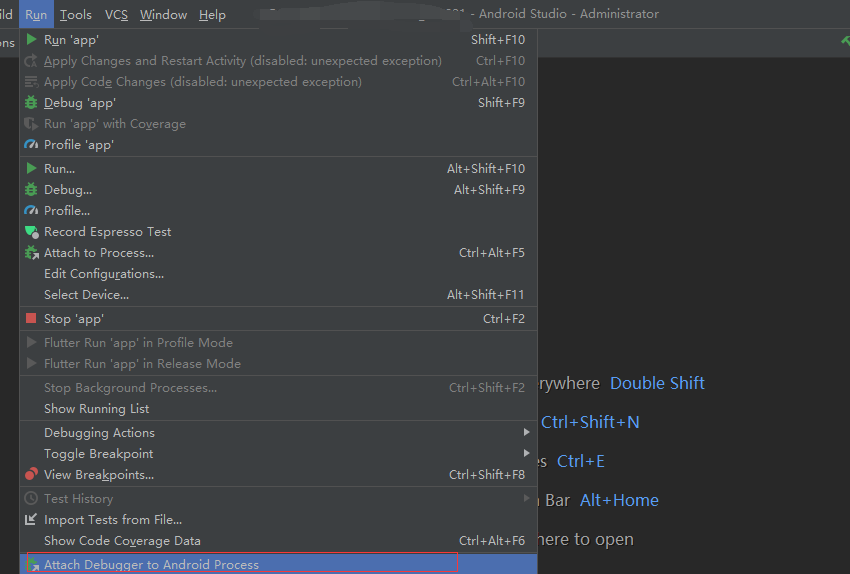 ild Run Tools VCS Window Help - Android Studio - Administrator
ons
Run 'app' Shift+F10
Apply Changes and Restart Activity (disabled: unexpected exception) Ctrl+F10
Apply Code Changes (disabled: unexpected exception) Ctrl+Alt+F10
Debug 'app' Shift+F9
Run 'app' with Coverage
Profile 'app'
Run... Alt+Shift+F10
Debug... Alt+Shift+F9
Profile...
Record Espresso Test
Attach to Process... Ctrl+Alt+F5
Edit Configurations...
Select Device... Alt+Shift+F11
Stop 'app' Ctrl+F2
Flutter Run 'app' in Profile Mode
Flutter Run 'app' in Release Mode
Stop Background Processes... Ctrl+Shift+F2
erywhere Double Shift
Show Running List
Ctrl+Shift+N
Debugging Actions
Toggle Breakpoint
es Ctrl+E
View Breakpoints... Ctrl+Shift+F8
Test History
Bar Alt+Home
Import Tests from File...
Show Code Coverage Data Ctrl+Alt+F6
here to open
Attach Debugger to Android Process